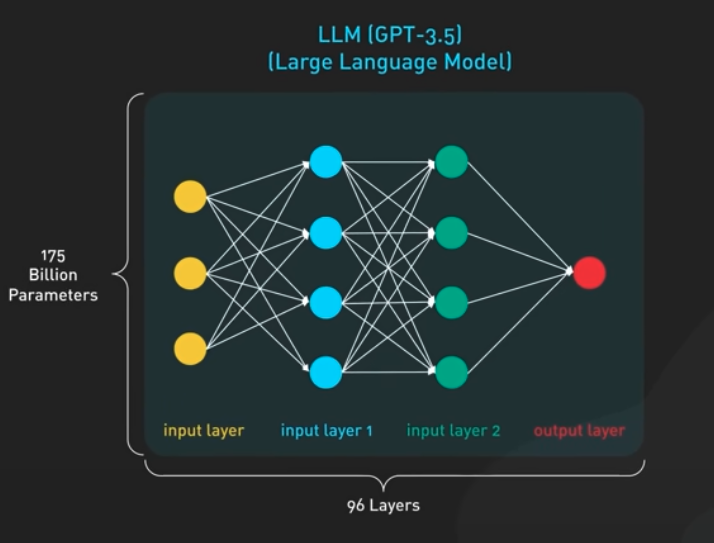 LLM (GPT-3.5)
(Large Language Model)
175
Billion
Parameters
input layer
input layer 1
input layer 2
output layer
96 Layers